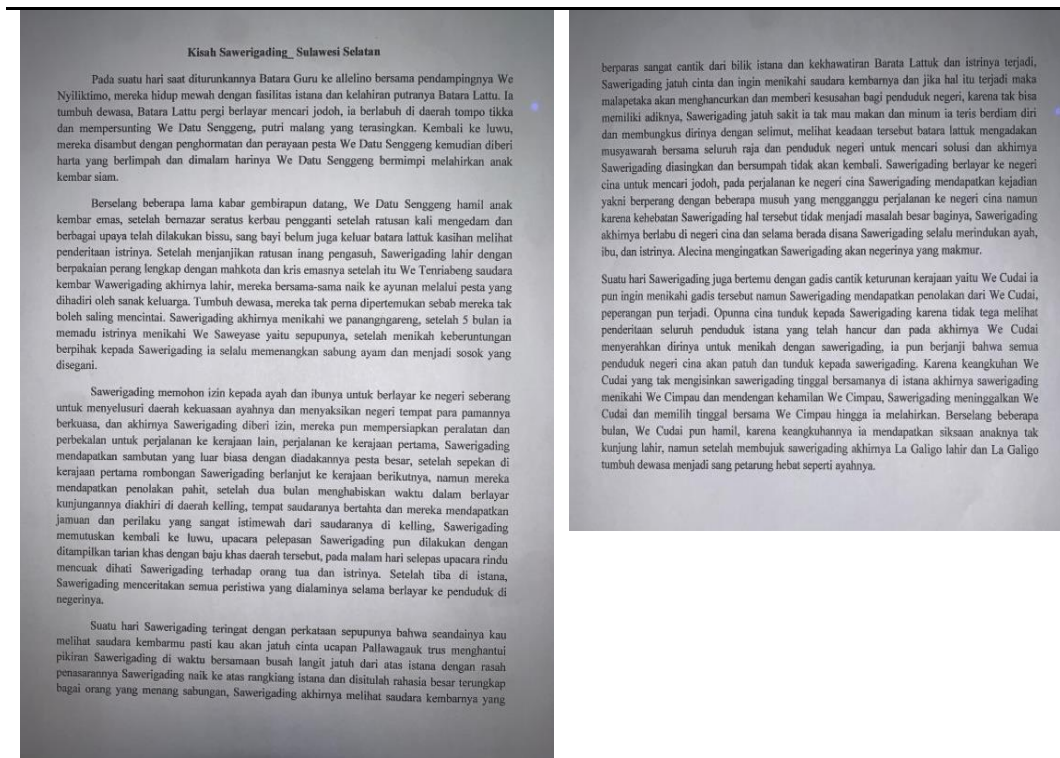 Kisah Sawerigading_ Sulawesi Selatan
Pada suatu hari saat diturunkannya Batara Guru ke allelino bersama pendampingnya We
Nyiliktimo, mereka hidup mewah dengan fasilitas istana dan kelahiran putranya Batara Lattu. Ia
tumbuh dewasa, Batara Lattu pergi berlayar mencari jodoh, ia berlabuh di daerah tompo tikka
dan mempersunting We Datu Senggeng, putri malang yang terasingkan. Kembali ke luwu,
mereka disambut dengan penghormatan dan perayaan pesta We Datu Senggeng kemudian diberi
harta yang berlimpah dan dimalam harinya We Datu Senggeng bermimpi melahirkan anak
kembar siam.
Berselang beberapa lama kabar gembirapun datang, We Datu Senggeng hamil anak
kembar emas, setelah bernazar seratus kerbau pengganti setelah ratusan kali mengedam dan
berbagai upaya telah dilakukan bissu, sang bayi belum juga keluar batara lattuk kasihan melihat
penderitaan istrinya. Setelah menjanjikan ratusan inang pengasuh, Sawerigading lahir dengan
berpakaian perang lengkap dengan mahkota dan kris emasnya setelah itu We Tenriabeng saudara
kembar Wawerigading akhirnya lahir, mereka bersama-sama naik ke ayunan melalui pesta yang
dihadiri oleh sanak keluarga. Tumbuh dewasa, mereka tak perna dipertemukan sebab mereka tak
boleh saling mencintai. Sawerigading akhirnya menikahi we panangngareng, setelah 5 bulan ia
memadu istrinya menikahi We Saweyase yaitu sepupunya, setelah menikah keberuntungan
berpihak kepada Sawerigading ia selalu memenangkan sabung ayam dan menjadi sosok yang
disegani.
Sawerigading memohon izin kepada ayah dan ibunya untuk berlayar ke negeri seberang
untuk menyelusuri daerah kekuasaan ayahnya dan menyaksikan negeri tempat para pamannya
berkuasa, dan akhirnya Sawerigading diberi izin, mereka pun mempersiapkan peralatan dan
perbekalan untuk perjalanan ke kerajaan lain, perjalanan ke kerajaan pertama, Sawerigading
mendapatkan sambutan yang luar biasa dengan diadakannya pesta besar, setelah sepekan di
kerajaan pertama rombongan Sawerigading berlanjut ke kerajaan berikutnya, namun mereka
mendapatkan penolakan pahit, setelah dua bulan menghabiskan waktu dalam berlayar
kunjungannya diakhiri di daerah kelling, tempat saudaranya bertahta dan mereka mendapatkan
jamuan dan perilaku yang sangat istimewah dari saudaranya di kelling, Sawerigading
memutuskan kembali ke luwu, upacara pelepasan Sawerigading pun dilakukan dengan
ditampilkan tarian khas dengan baju khas daerah tersebut, pada malam hari selepas upacara rindu
mencuak dihati Sawerigading terhadap orang tua dan istrinya. Setelah tiba di istana,
Sawerigading menceritakan semua peristiwa yang dialaminya selama berlayar ke penduduk di
negerinya.
Suatu hari Sawerigading teringat dengan perkataan sepupunya bahwa seandainya kau
melihat saudara kembarmu pasti kau akan jatuh cinta ucapan Pallawagauk trus menghantui
pikiran Sawerigading di waktu bersamaan busah langit jatuh dari atas istana dengan rasah
penasarannya Sawerigading naik ke atas rangkiang istana dan disitulah rahasia besar terungkap
bagai orang yang menang sabungan, Sawerigading akhirnya melihat saudara kembarnya yang
berparas sangat cantik dari bilik istana dan kekhawatiran Barata Lattuk dan istrinya terjadi,
Sawerigading jatuh cinta dan ingin menikahi saudara kembarnya dan jika hal itu terjadi maka
malapetaka akan menghancurkan dan memberi kesusahan bagi penduduk negeri, karena tak bisa
memiliki adiknya, Sawerigading jatuh sakit ia tak mau makan dan minum ia teris berdiam diri
dan membungkus dirinya dengan selimut, melihat keadaan tersebut batara lattuk mengadakan
musyawarah bersama seluruh raja dan penduduk negeri untuk mencari solusi dan akhirnya
Sawerigading diasingkan dan bersumpah tidak akan kembali. Sawerigading berlayar ke negeri
cina untuk mencari jodoh, pada perjalanan ke negeri cina Sawerigading mendapatkan kejadian
yakni berperang dengan beberapa musuh yang mengganggu perjalanan ke negeri cina namun
karena kehebatan Sawerigading hal tersebut tidak menjadi masalah besar baginya, Sawerigading
akhirnya berlabu di negeri cina dan selama berada disana Sawerigading selalu merindukan ayah,
ibu, dan istrinya. Alecina mengingatkan Sawerigading akan negerinya yang makmur.
Suatu hari Sawerigading juga bertemu dengan gadis cantik keturunan kerajaan yaitu We Cudai ia
pun ingin menikahi gadis tersebut namun Sawerigading mendapatkan penolakan dari We Cudai,
peperangan pun terjadi. Opunna cina tunduk kepada Sawerigading karena tidak tega melihat
penderitaan seluruh penduduk istana yang telah hancur dan pada akhirnya We Cudai
menyerahkan dirinya untuk menikah dengan sawerigading, ia pun berjanji bahwa semua
penduduk negeri cina akan patuh dan tunduk kepada sawerigading. Karena keangkuhan We
Cudai yang tak mengisinkan sawerigading tinggal bersamanya di istana akhirnya sawerigading
menikahi We Cimpau dan mendengan kehamilan We Cimpau, Sawerigading meninggalkan We
Cudai dan memilih tinggal bersama We Cimpau hingga ia melahirkan. Berselang beberapa
bulan, We Cudai pun hamil, karena keangkuhannya ia mendapatkan siksaan anaknya tak
kunjung lahir, namun setelah membujuk sawerigading akhirnya La Galigo lahir dan La Galigo
tumbuh dewasa menjadi sang petarung hebat seperti ayahnya.